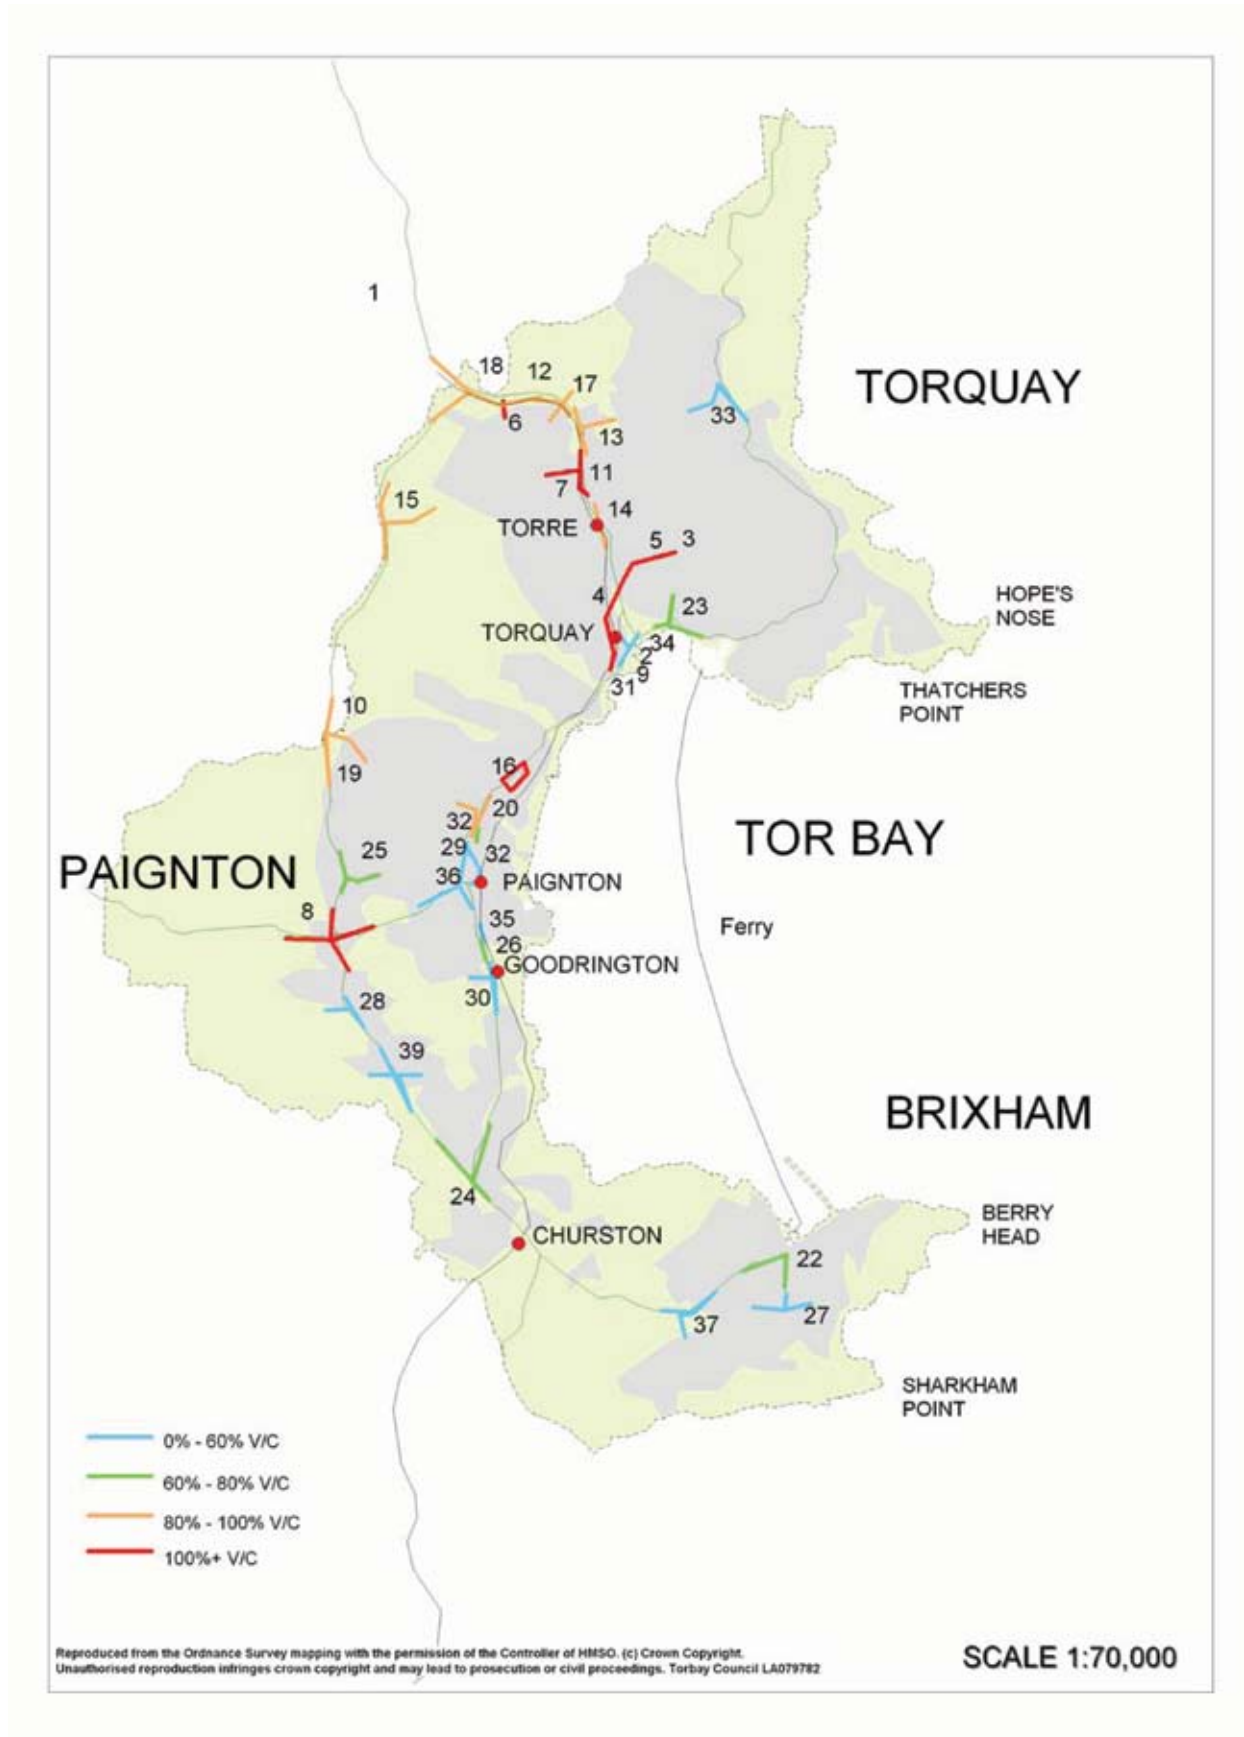 1
18
12
17
6
13
TORQUAY
33
11
7
15
14
TORRE
5
3
4
23
HOPE'S
NOSE
TORQUAY
34
2
9
31
THATCHERS
POINT
10
16
19
20
32
TOR BAY
29
32
25
PAIGNTON
36
PAIGNTON
8
35
Ferry
26
GOODRINGTON
30
28
39
BRIXHAM
24
BERRY
HEAD
CHURSTON
22
27
37
SHARKHAM
POINT
0% - 60% V/C
60% - 80% V/C
80% - 100% V/C
100%+ V/C
Reproduced from the Ordnance Survey mapping with the permission of the Controller of HMSO. (c) Crown Copyright.
Unauthorised reproduction infringes crown copyright and may lead to prosecution or civil proceedings. Torbay Council LA079782
SCALE 1:70,000